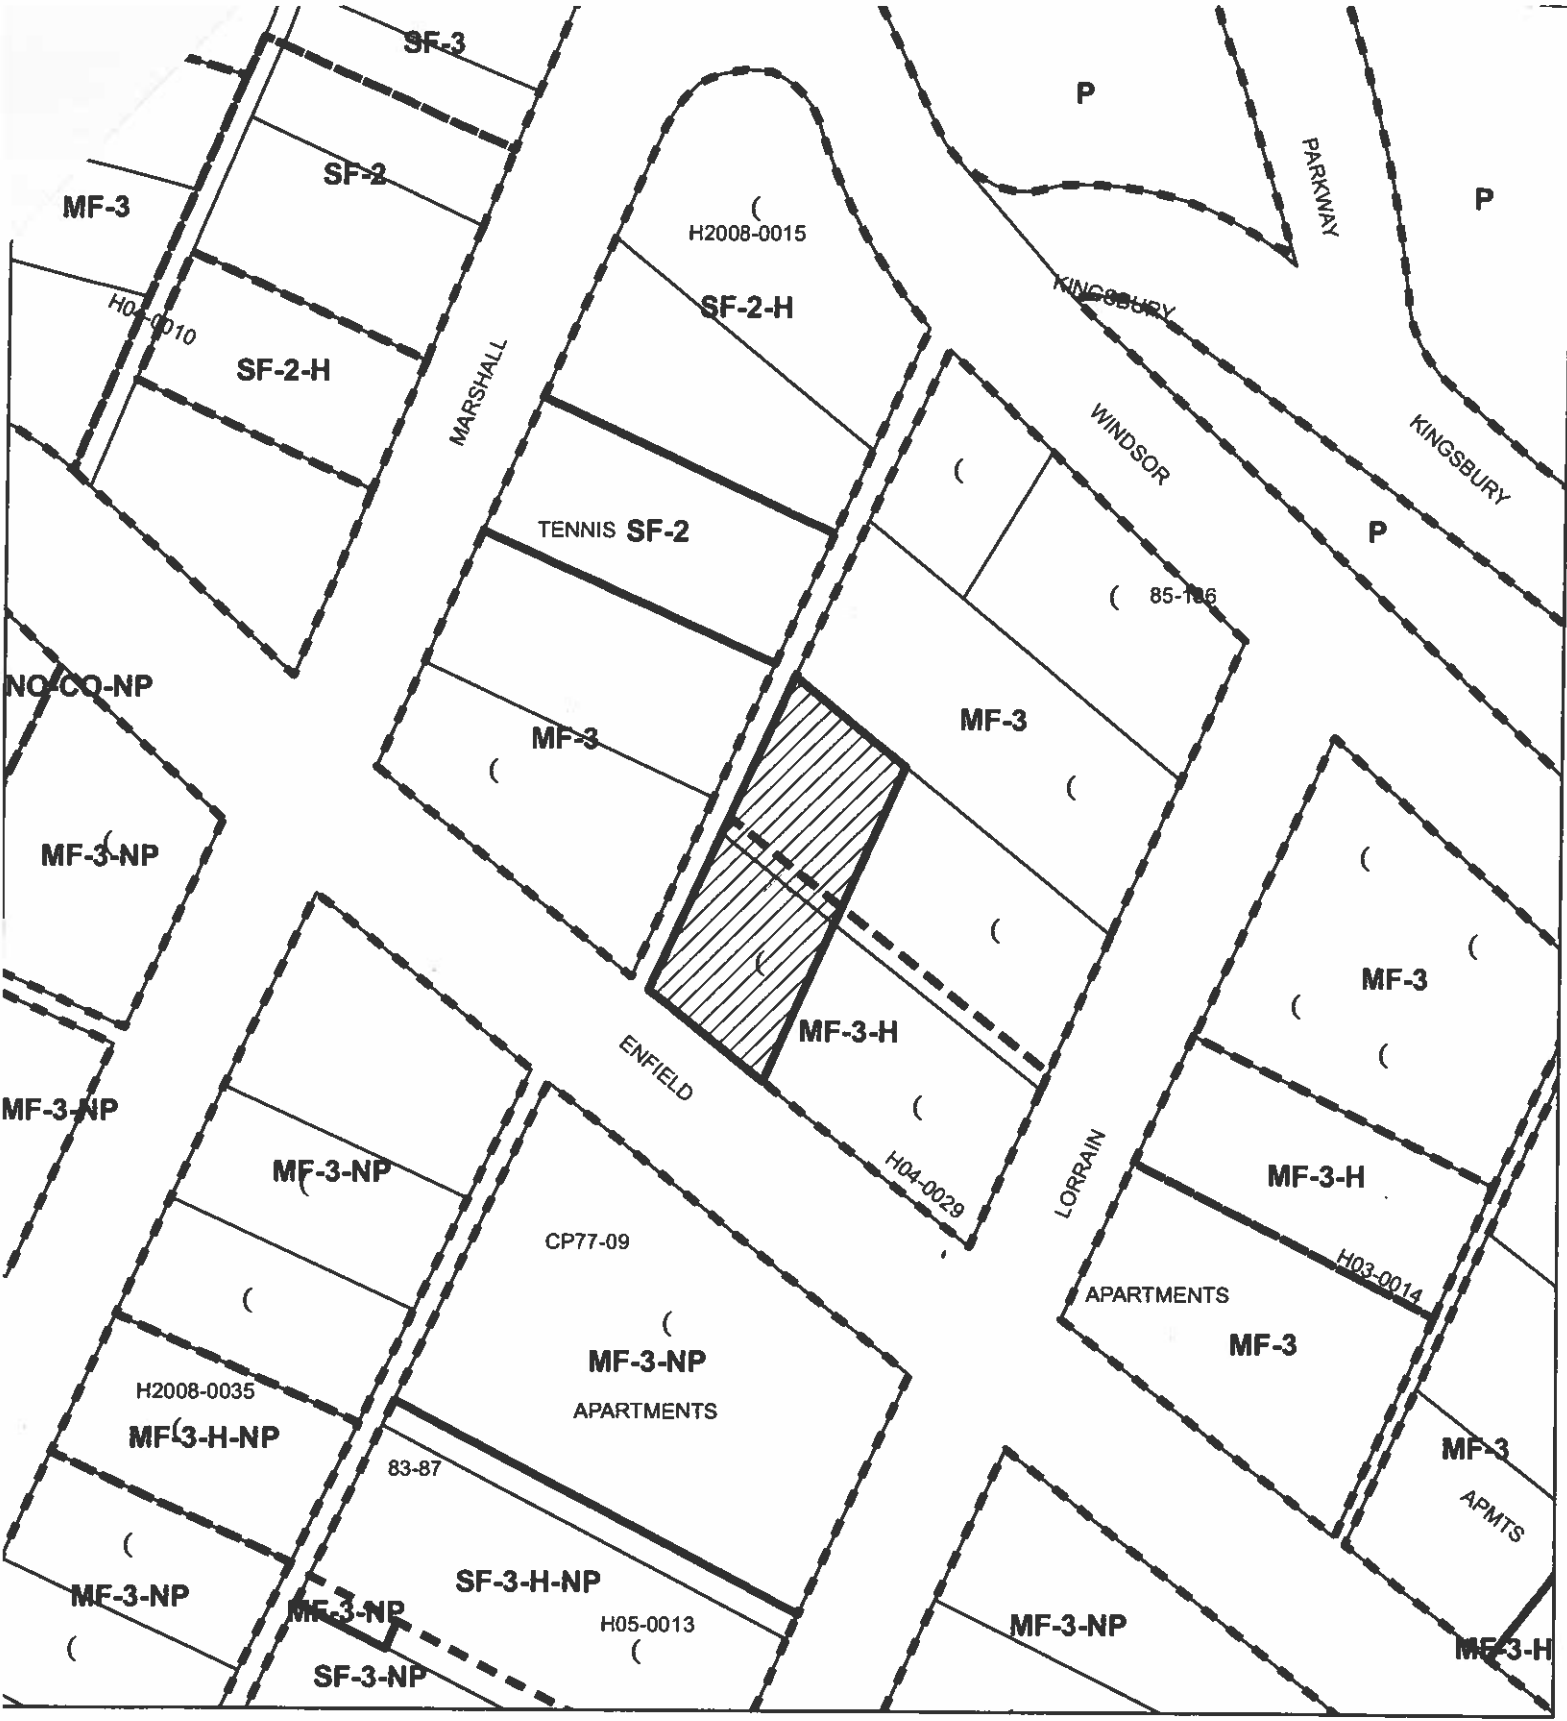 SF-3
P
SF-2
PARKWAY
P
MF-3
H2008-0015
KINGSBURY
SF-2-H
H04-0010
SF-2-H
MARSHALL
WINDSOR
KINGSBURY
TENNIS SF-2
P
85-186
NO-CO-NP
MF-3
MF-3
MF-3-NP
MF-3
MF-3-H
ENFIELD
MF-3-NP
MF-3-NP
H04-0029
LORRAIN
MF-3-H
CP77-09
H03-0014
APARTMENTS
MF-3
MF-3-NP
H2008-0035
APARTMENTS
MF-3-H-NP
MF-3
83-87
APMTS
SF-3-H-NP
MF-3-NP
MF-3-NP
H05-0013
MF-3-NP
MF-3-H
SF-3-NP